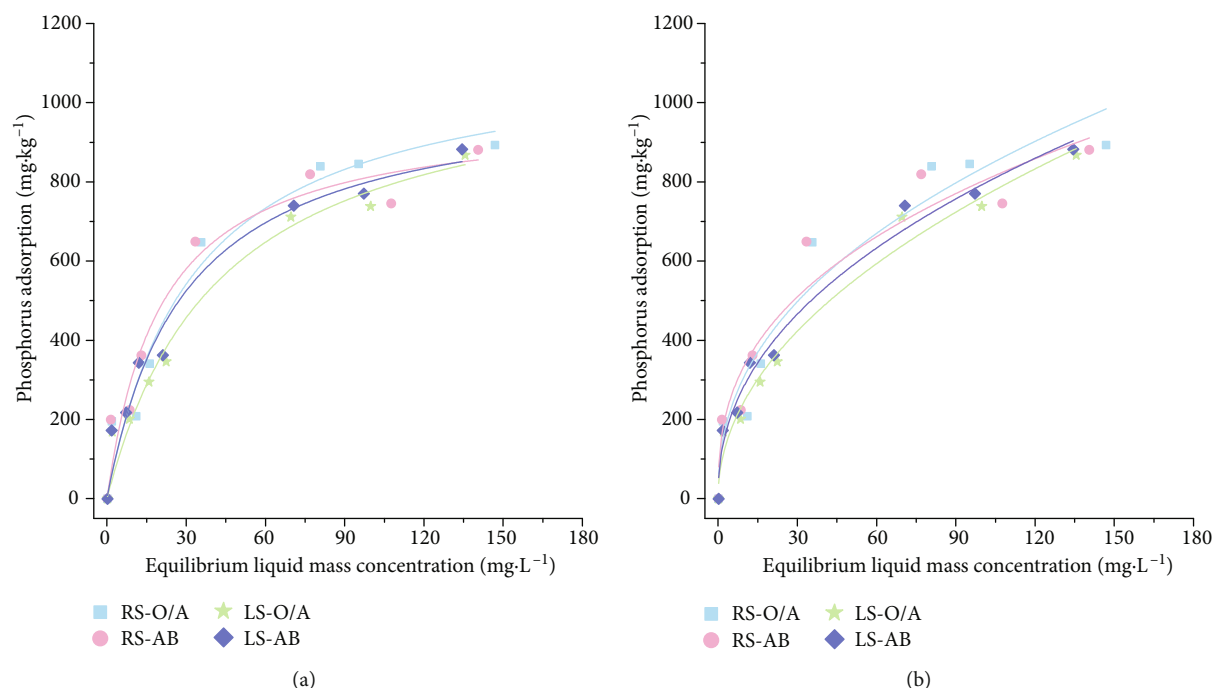 1200
1000
800
600
400
200
0
Phosphorus adsorption (mg·kg⁻¹)
0 30 60 90 120 150 180
Equilibrium liquid mass concentration (mg·L⁻¹)
RS-O/A LS-O/A
RS-AB LS-AB
(a)
1200
1000
800
600
400
200
0
Phosphorus adsorption (mg·kg⁻¹)
0 30 60 90 120 150 180
Equilibrium liquid mass concentration (mg·L⁻¹)
RS-O/A LS-O/A
RS-AB LS-AB
(b)